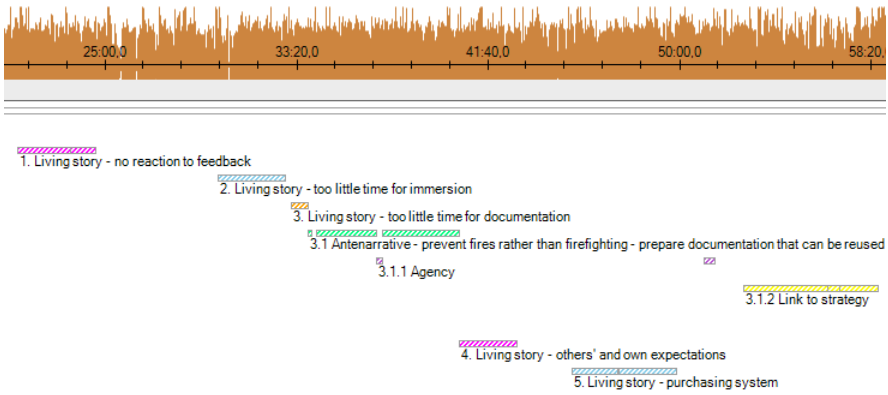 25:00,0 33:20,0 41:40,0 50:00,0 58:20,
1. Living story - no reaction to feedback
2. Living story - too little time for immersion
3. Living story - too little time for documentation
3.1 Antenarrative - prevent fires rather than firefighting - prepare documentation that can be reused
3.1.1 Agency
3.1.2 Link to strategy
4. Living story - others' and own expectations
5. Living story - purchasing system